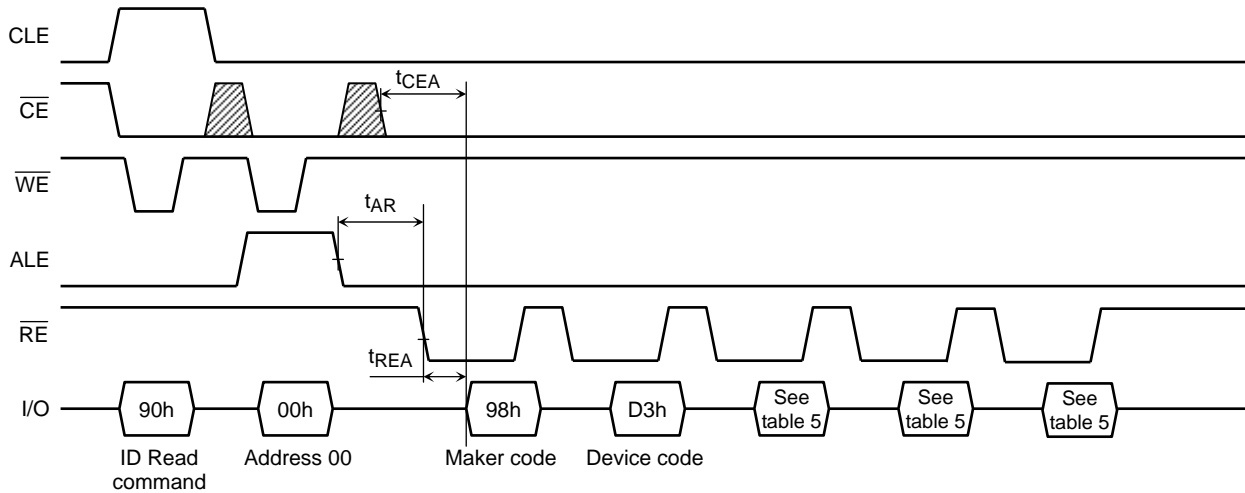 CLE
tCEA
CE
WE
tAR
ALE
RE
tREA
I/O
90h
00h
98h
D3h
See
table 5
See
table 5
See
table 5
ID Read
command
Address 00
Maker code
Device code